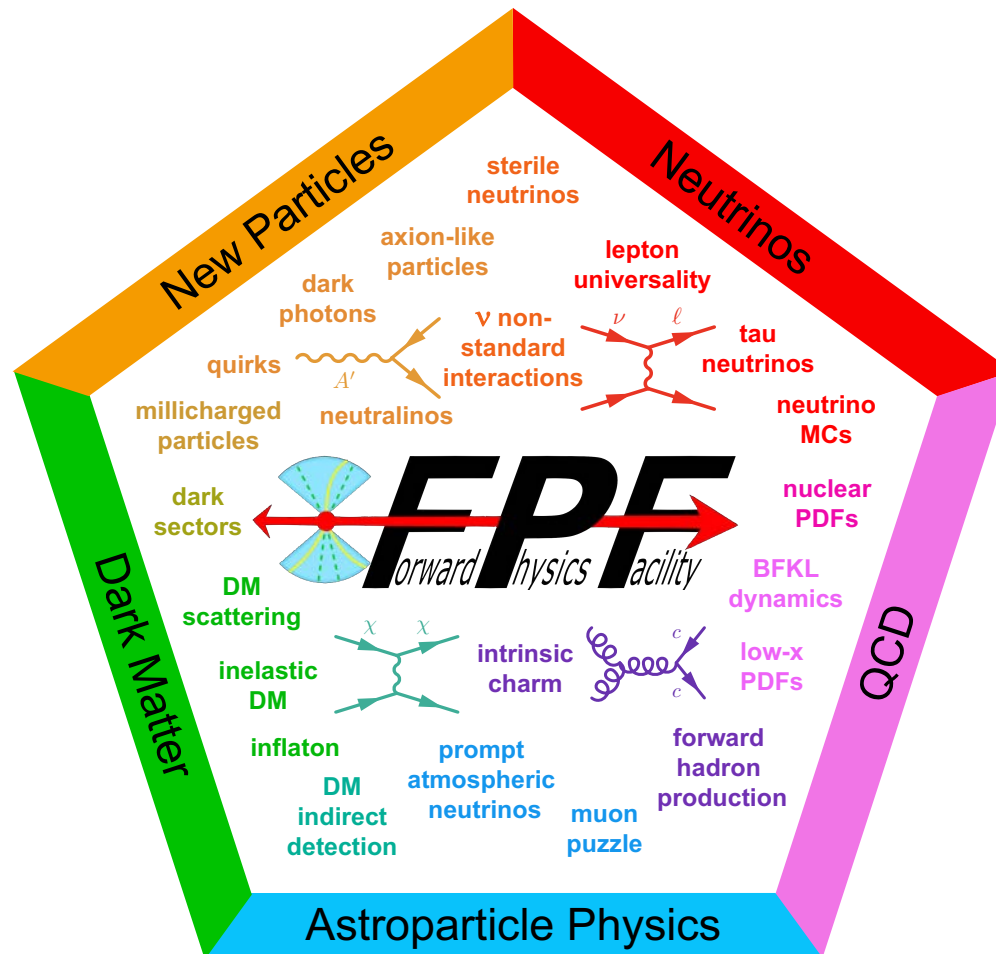 New Particles
Neutrinos
sterile
neutrinos
axion-like
particles
lepton
universality
dark
photons
ν non-
standard
interactions
ν ℓ
tau
neutrinos
quirks
A′
neutralinos
millicharged
particles
neutrino
MCs
dark
sectors
nuclear
PDFs
Forward Physics Facility
Dark Matter
QCD
DM
scattering
BFKL
dynamics
χ χ
inelastic
DM
intrinsic
charm
c
c
low-x
PDFs
inflaton
prompt
atmospheric
neutrinos
forward
hadron
production
DM
indirect
detection
muon
puzzle
Astroparticle Physics